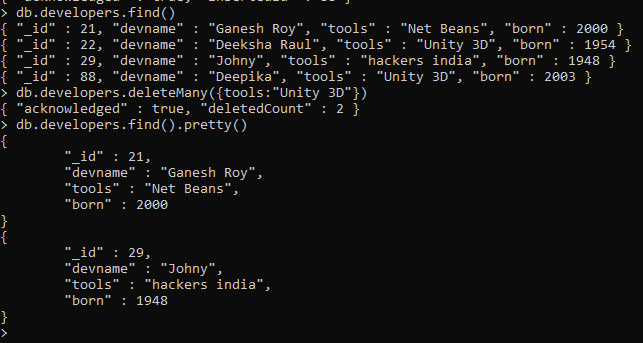 > db.developers.find()
{ "_id" : 21, "devname" : "Ganesh Roy", "tools" : "Net Beans", "born" : 2000 }
{ "_id" : 22, "devname" : "Deeksha Raul", "tools" : "Unity 3D", "born" : 1954 }
{ "_id" : 29, "devname" : "Johny", "tools" : "hackers india", "born" : 1948 }
{ "_id" : 88, "devname" : "Deepika", "tools" : "Unity 3D", "born" : 2003 }
> db.developers.deleteMany({tools:"Unity 3D"})
{ "acknowledged" : true, "deletedCount" : 2 }
> db.developers.find().pretty()
{
        "_id" : 21,
        "devname" : "Ganesh Roy",
        "tools" : "Net Beans",
        "born" : 2000
}
{
        "_id" : 29,
        "devname" : "Johny",
        "tools" : "hackers india",
        "born" : 1948
}
>